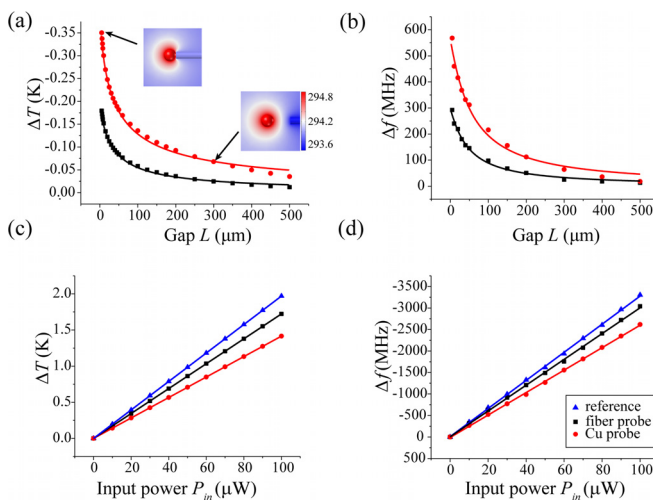 (a)
-0.35
-0.30
-0.25
-0.20
-0.15
-0.10
-0.05
0.00
ΔT (K)
294.8
294.2
293.6
0 100 200 300 400 500
Gap L (μm)
(b)
600
500
400
300
200
100
0
Δf (MHz)
0 100 200 300 400 500
Gap L (μm)
(c)
2.0
1.5
1.0
0.5
0.0
ΔT (K)
0 20 40 60 80 100
Input power Pin (μW)
(d)
-3500
-3000
-2500
-2000
-1500
-1000
-500
0
500
Δf (MHz)
reference
fiber probe
Cu probe
0 20 40 60 80 100
Input power Pin (μW)